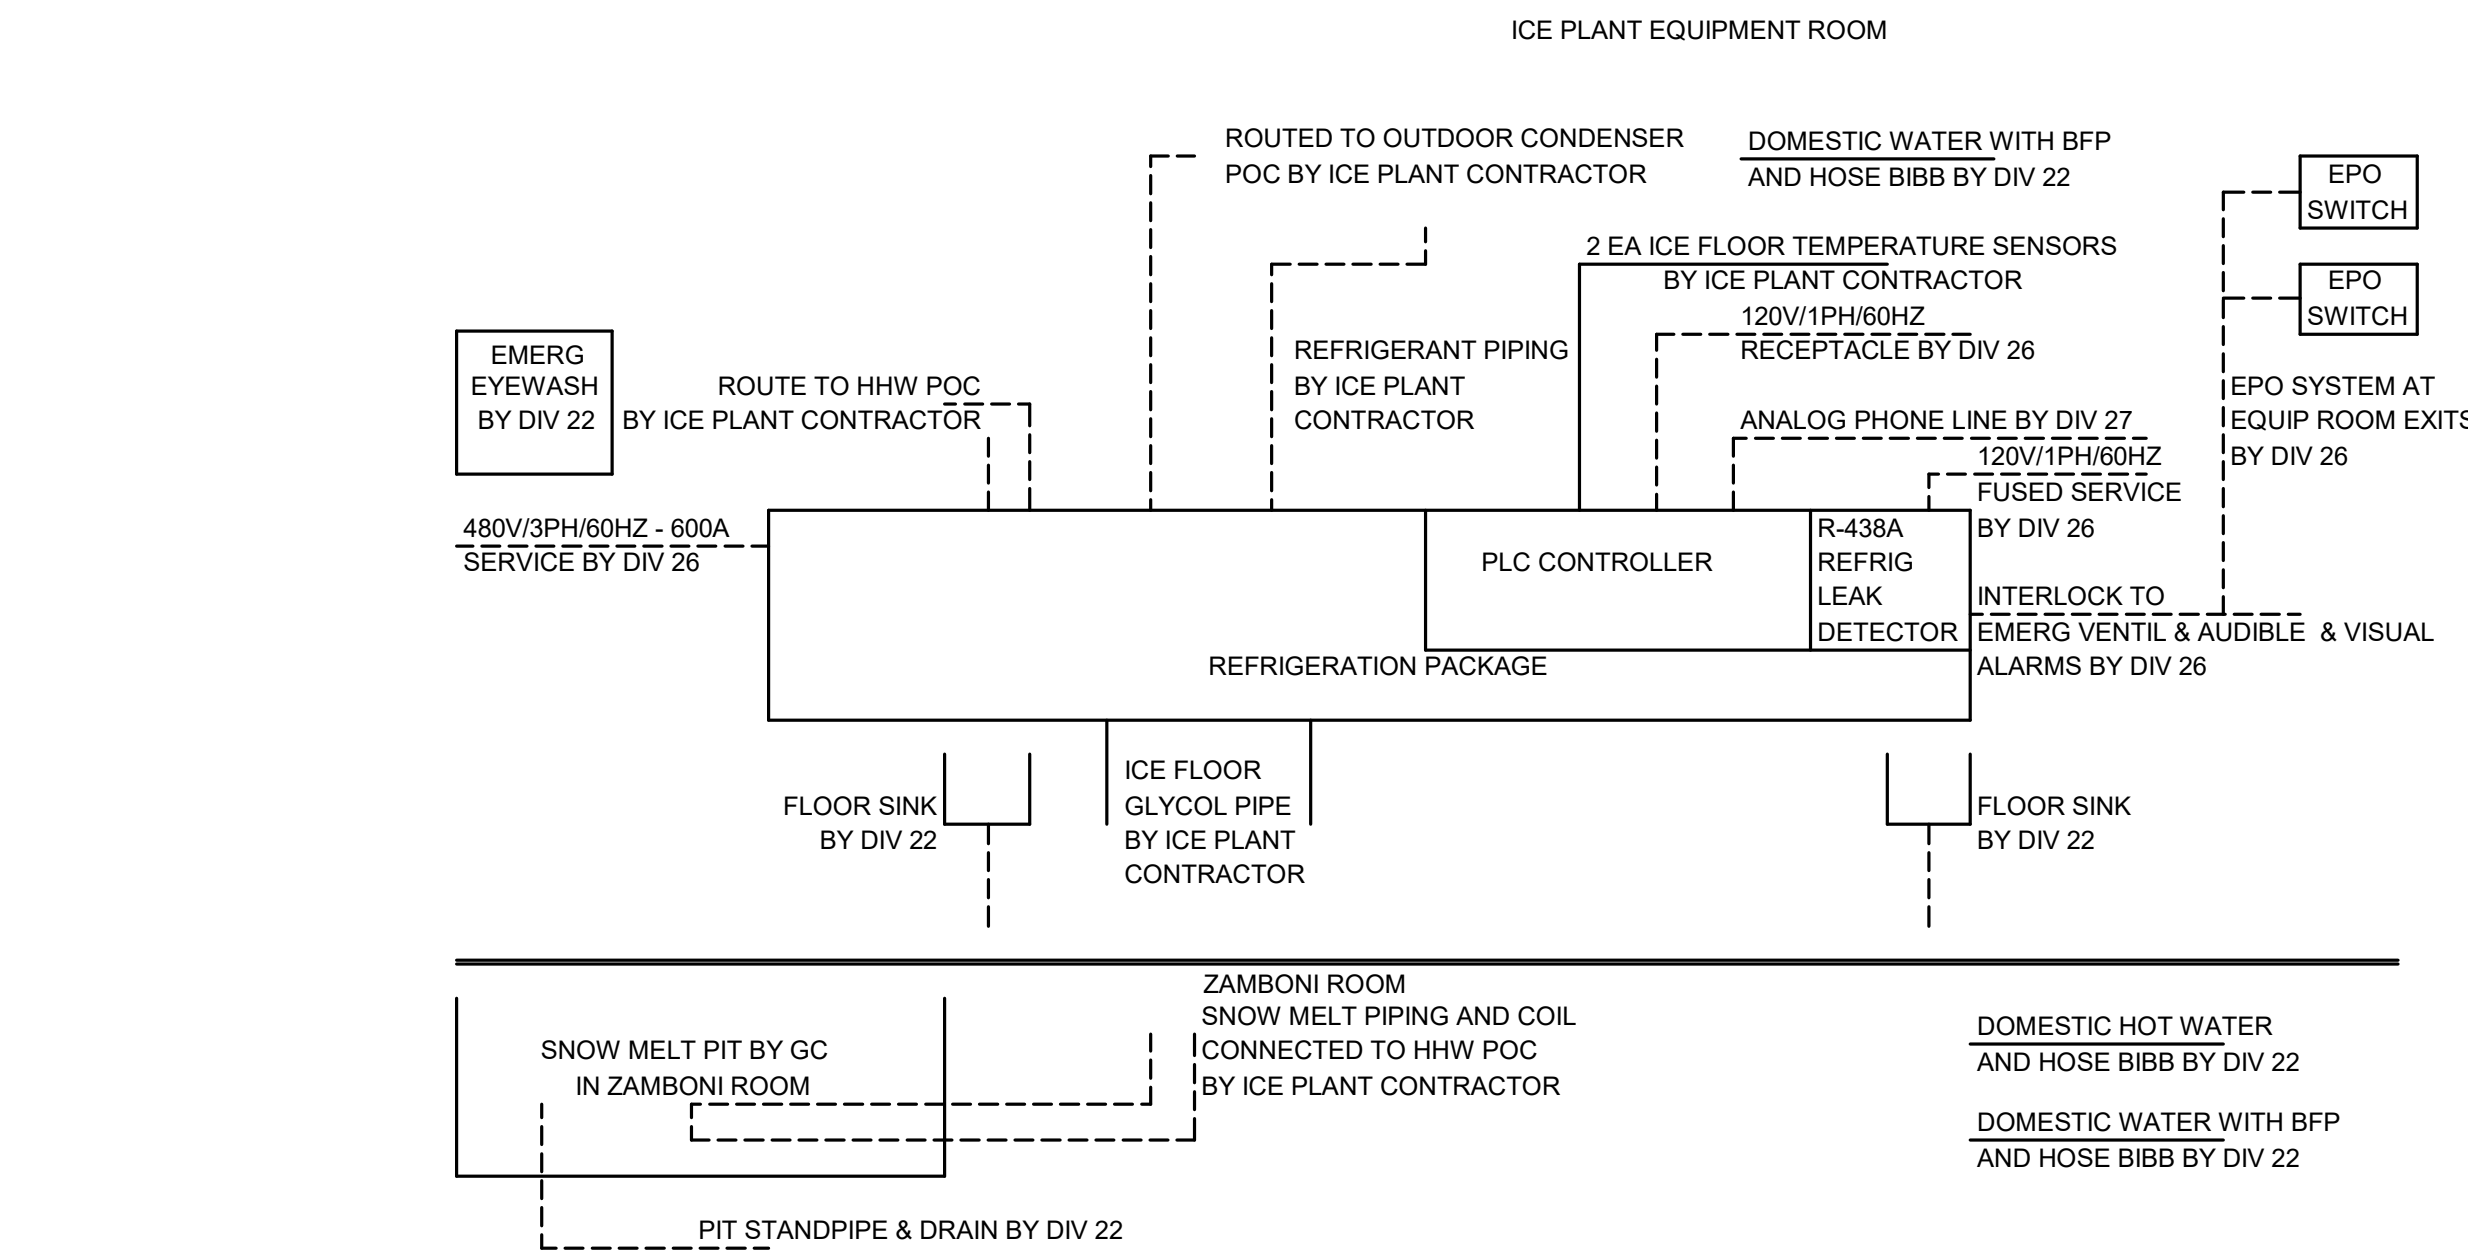 ICE PLANT EQUIPMENT ROOM
ROUTED TO OUTDOOR CONDENSER
POC BY ICE PLANT CONTRACTOR
DOMESTIC WATER WITH BFP
AND HOSE BIBB BY DIV 22
EPO
SWITCH
2 EA ICE FLOOR TEMPERATURE SENSORS
BY ICE PLANT CONTRACTOR
EPO
SWITCH
120V/1PH/60HZ
RECEPTACLE BY DIV 26
EMERG
EYEWASH
BY DIV 22
ROUTE TO HHW POC
BY ICE PLANT CONTRACTOR
REFRIGERANT PIPING
BY ICE PLANT
CONTRACTOR
ANALOG PHONE LINE BY DIV 27
EPO SYSTEM AT
EQUIP ROOM EXITS
BY DIV 26
120V/1PH/60HZ
FUSED SERVICE
BY DIV 26
480V/3PH/60HZ - 600A
SERVICE BY DIV 26
PLC CONTROLLER
R-438A
REFRIG
LEAK
DETECTOR
INTERLOCK TO
EMERG VENTIL & AUDIBLE & VISUAL
ALARMS BY DIV 26
REFRIGERATION PACKAGE
FLOOR SINK
BY DIV 22
ICE FLOOR
GLYCOL PIPE
BY ICE PLANT
CONTRACTOR
FLOOR SINK
BY DIV 22
ZAMBONI ROOM
SNOW MELT PIPING AND COIL
CONNECTED TO HHW POC
BY ICE PLANT CONTRACTOR
SNOW MELT PIT BY GC
IN ZAMBONI ROOM
DOMESTIC HOT WATER
AND HOSE BIBB BY DIV 22
DOMESTIC WATER WITH BFP
AND HOSE BIBB BY DIV 22
PIT STANDPIPE & DRAIN BY DIV 22